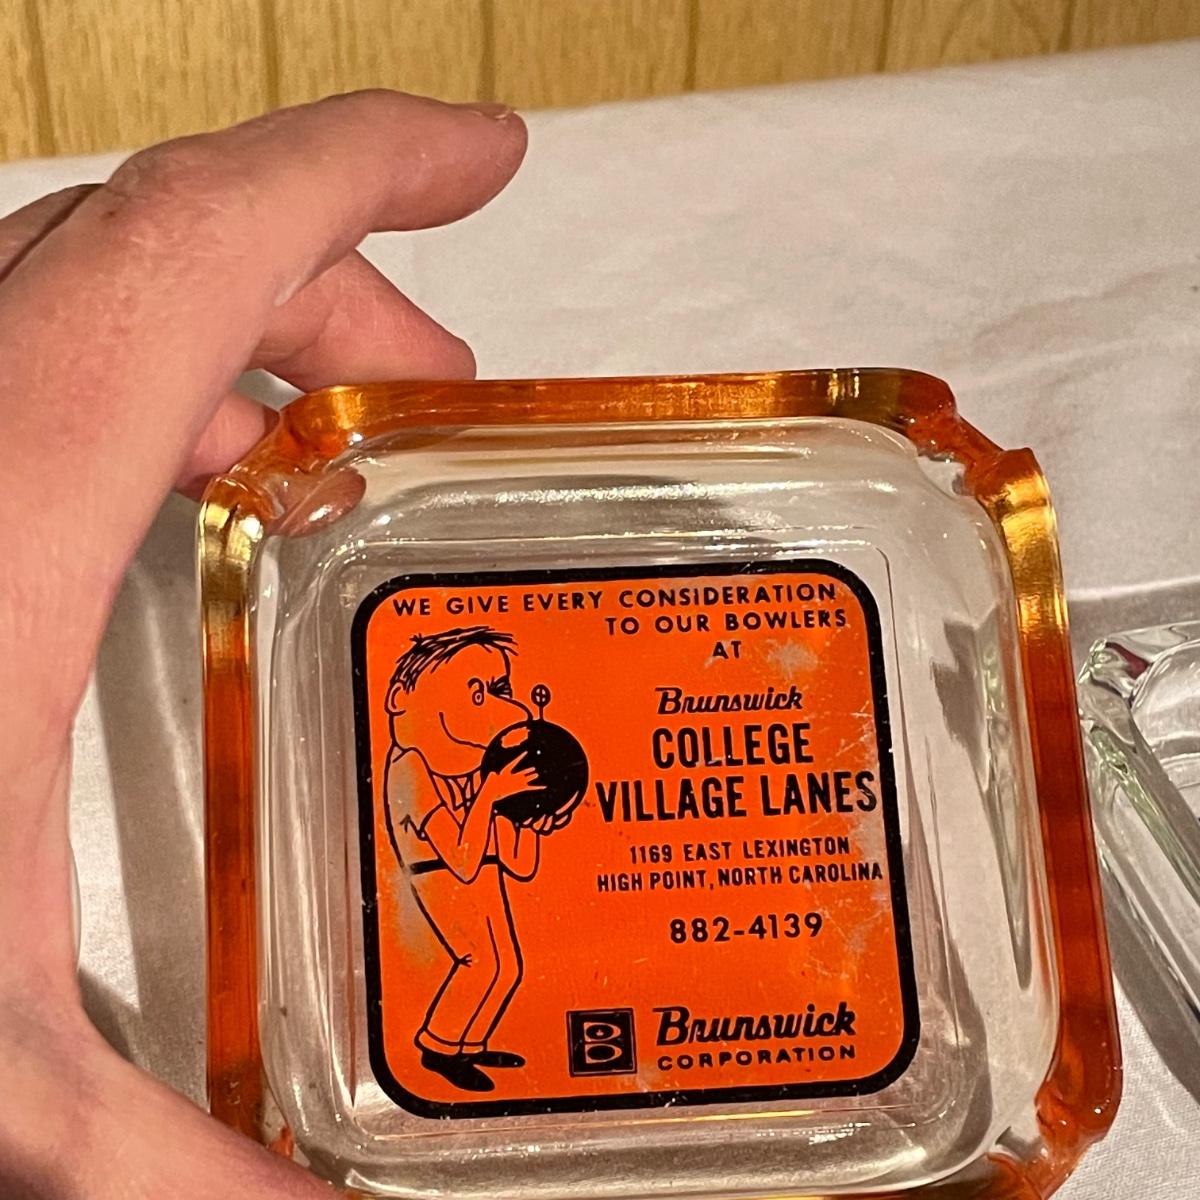 WE GIVE EVERY CONSIDERATION
TO OUR BOWLERS
AT
Brunswick
COLLEGE
VILLAGE LANES
1169 EAST LEXINGTON
HIGH POINT, NORTH CAROLINA
882-4139
B Brunswick
CORPORATION